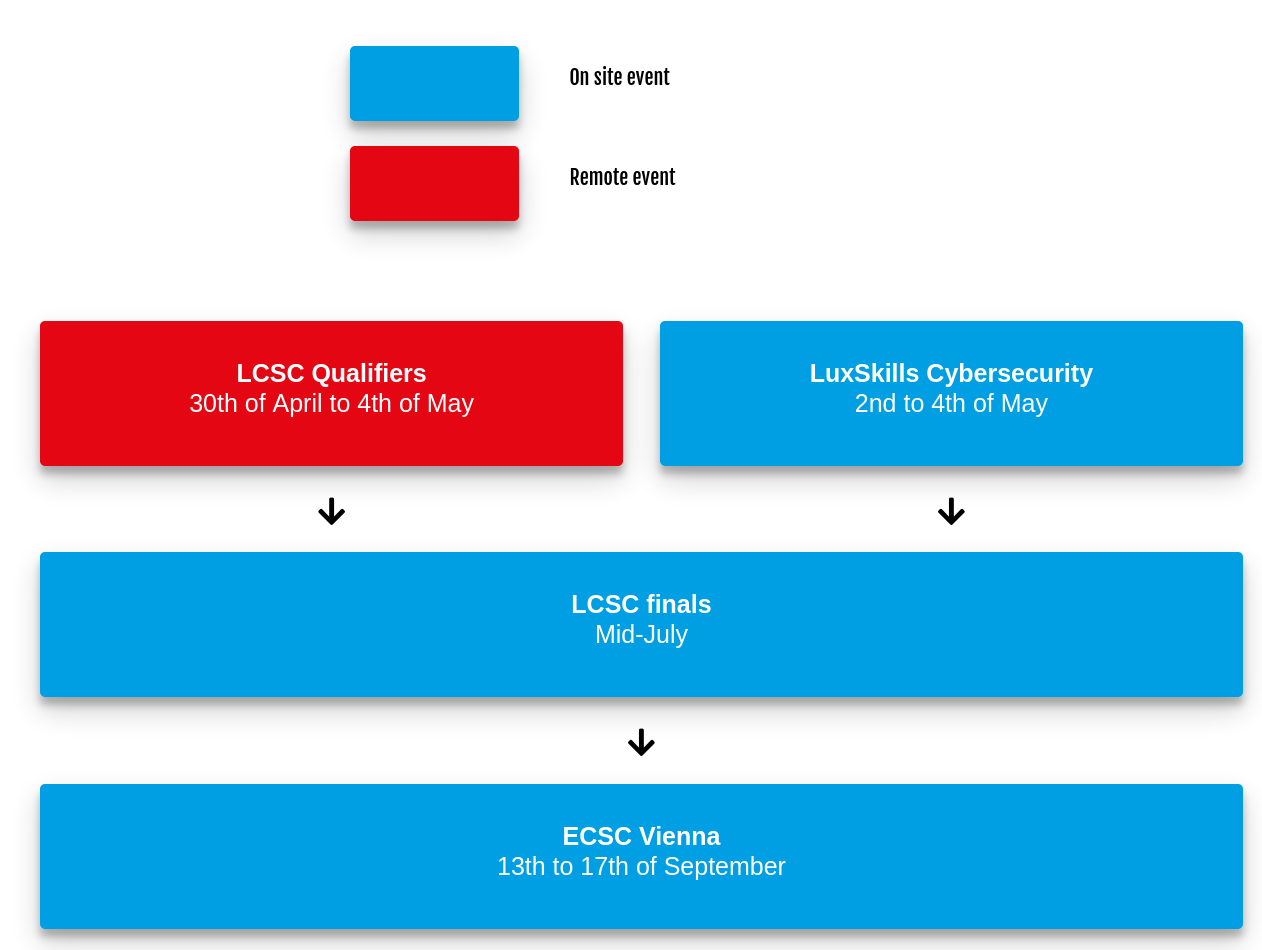 On site event
Remote event
LCSC Qualifiers
30th of April to 4th of May
LuxSkills Cybersecurity
2nd to 4th of May
LCSC finals
Mid-July
ECSC Vienna
13th to 17th of September